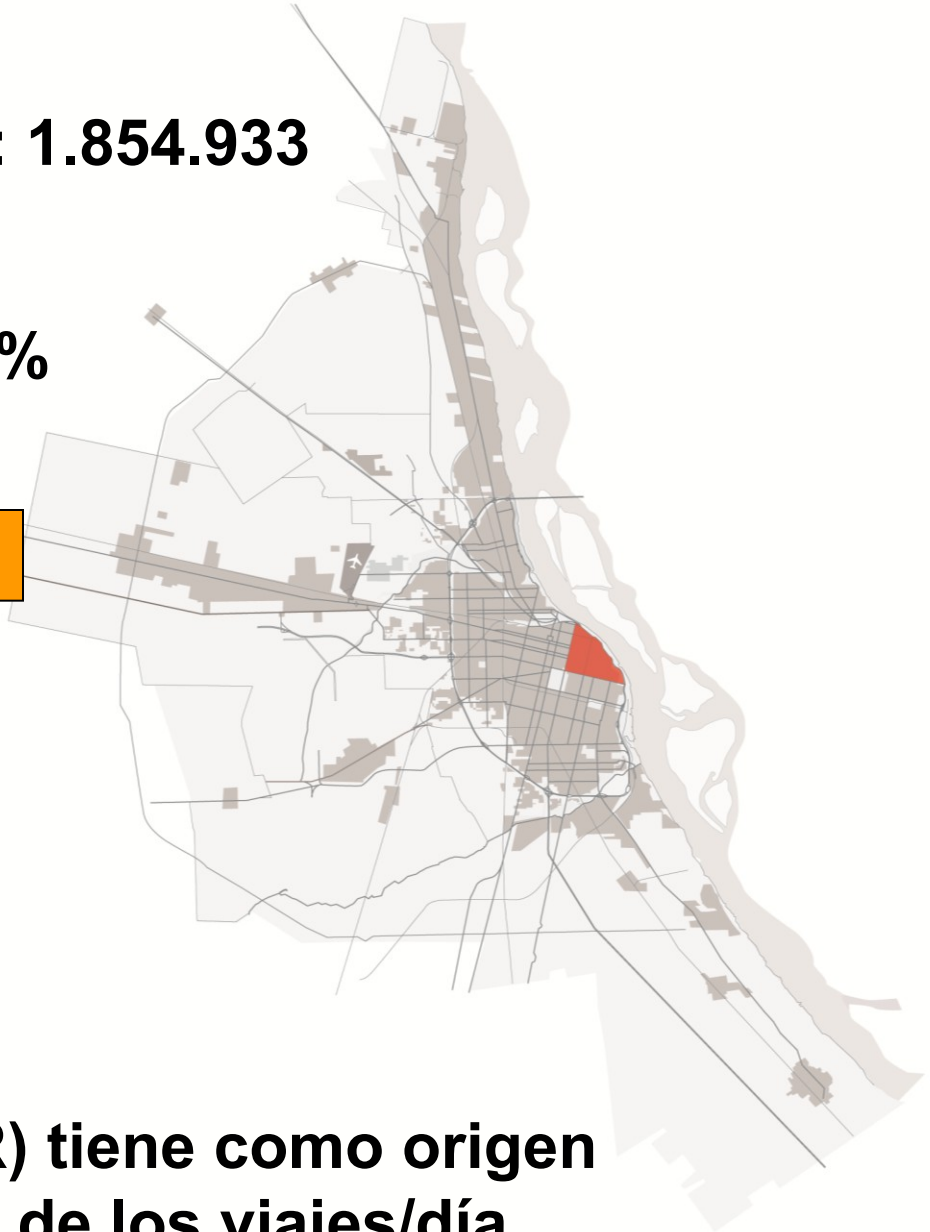 : 1.854.933
%
R) tiene como origen
de los viajes/día